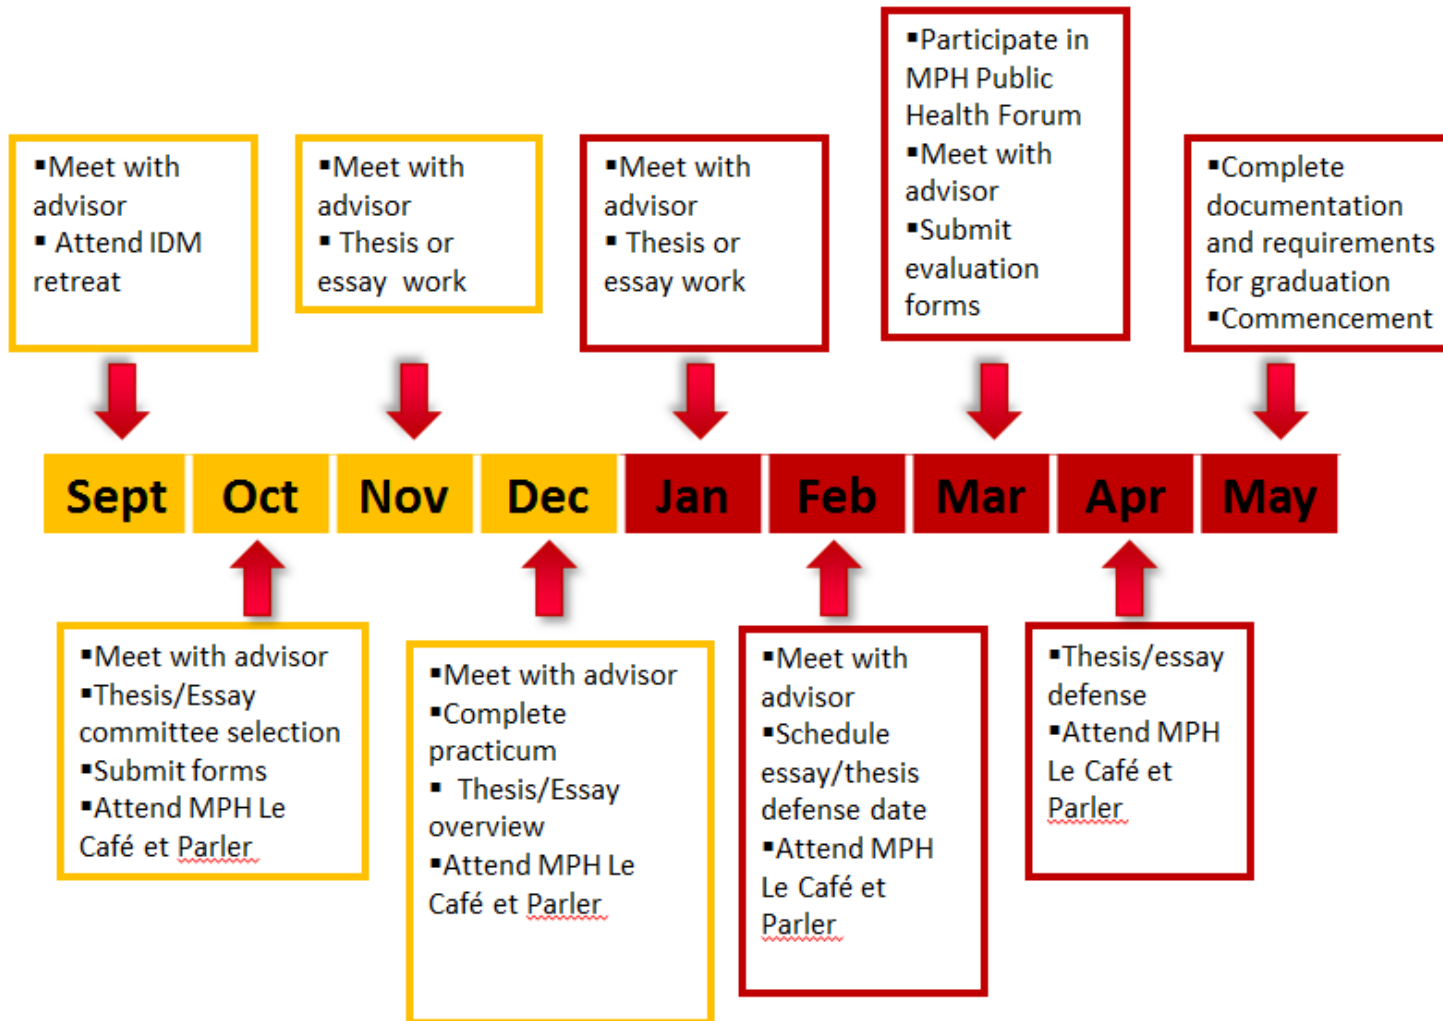 ▪Participate in
MPH Public
Health Forum
▪Meet with
advisor
▪Submit
evaluation
forms
▪Meet with
advisor
▪ Attend IDM
retreat
▪Meet with
advisor
▪ Thesis or
essay  work
▪Meet with
advisor
▪ Thesis or
essay work
▪Complete
documentation
and requirements
for graduation
▪Commencement
Sept Oct Nov Dec Jan Feb Mar Apr May
▪Meet with advisor
▪Thesis/Essay
committee selection
▪Submit forms
▪Attend MPH Le
Café et Parler
▪Meet with advisor
▪Complete
practicum
▪ Thesis/Essay
overview
▪Attend MPH Le
Café et Parler
▪Meet with
advisor
▪Schedule
essay/thesis
defense date
▪Attend MPH
Le Café et
Parler
▪Thesis/essay
defense
▪Attend MPH
Le Café et
Parler